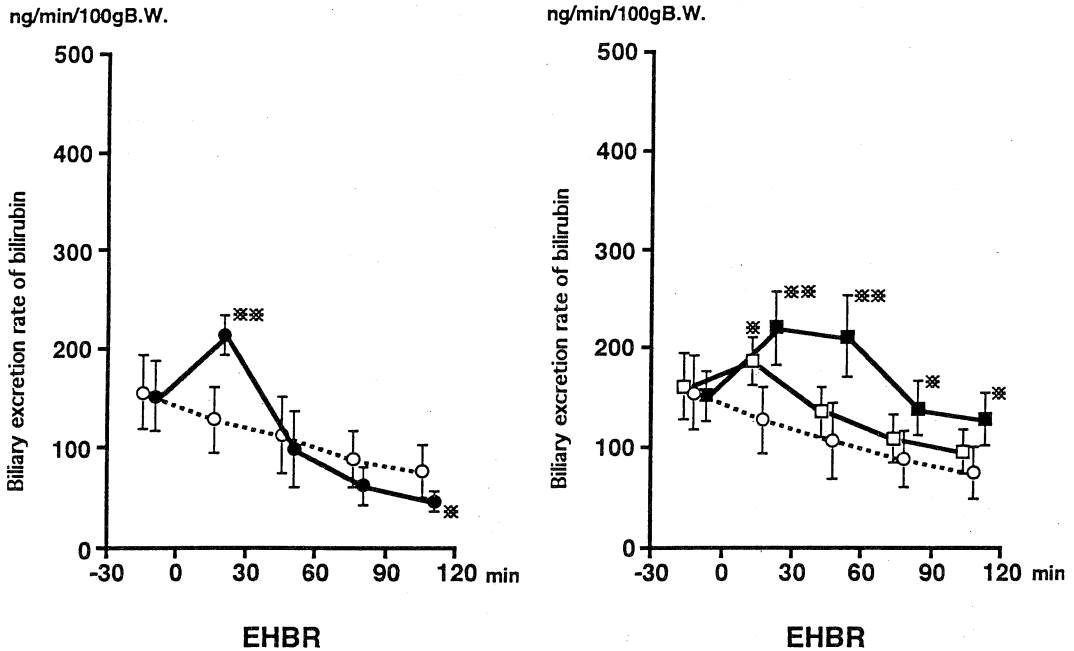 ng/min/100gB.W.
Biliary excretion rate of bilirubin
500
400
300
200
100
0
※※
※
-30 0 30 60 90 120 min
EHBR
ng/min/100gB.W.
Biliary excretion rate of bilirubin
500
400
300
200
100
0
※
※※
※※
※
※
-30 0 30 60 90 120 min
EHBR